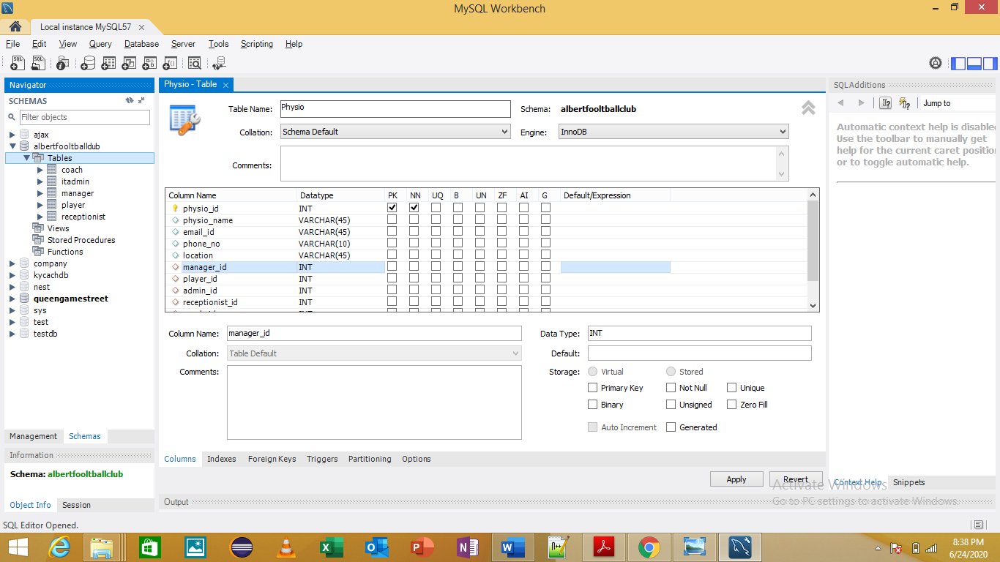 MySQL Workbench
Local instance MySQL57
File Edit View Query Database Server Tools Scripting Help
Navigator
SCHEMAS
Filter objects
ajax
albertfooltballclub
Tables
coach
itadmin
manager
player
receptionist
Views
Stored Procedures
Functions
company
kycachdb
nest
queengamestreet
sys
test
testdb
Management Schemas
Information
Schema: albertfooltballclub
Object Info Session
Physio - Table
Table Name: Physio Schema: albertfooltballclub
Collation: Schema Default Engine: InnoDB
Comments:
Column Name Datatype PK NN UQ B UN ZF AI G Default/Expression
physio_id INT
physio_name VARCHAR(45)
email_id VARCHAR(45)
phone_no VARCHAR(10)
location VARCHAR(45)
manager_id INT
player_id INT
admin_id INT
receptionist_id INT
Column Name: manager_id Data Type: INT
Collation: Table Default Default:
Comments: Storage: Virtual Stored
Primary Key Not Null Unique
Binary Unsigned Zero Fill
Auto Increment Generated
Columns Indexes Foreign Keys Triggers Partitioning Options
Apply Revert
Output
SQLAdditions
Jump to
Automatic context help is disable
Use the toolbar to manually get
help for the current caret position
or to toggle automatic help.
Context Help Snippets
Activate Windows
Go to PC settings to activate Windows.
SQL Editor Opened.
8:38 PM
6/24/2020